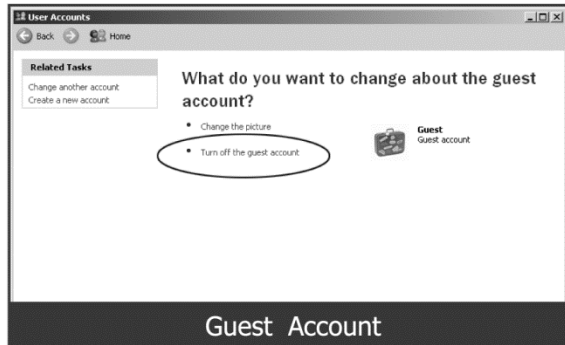 User Accounts
Back Home
Related Tasks
Change another account
Create a new account
What do you want to change about the guest
account?
Change the picture
Turn off the guest account
Guest
Guest account
Guest Account